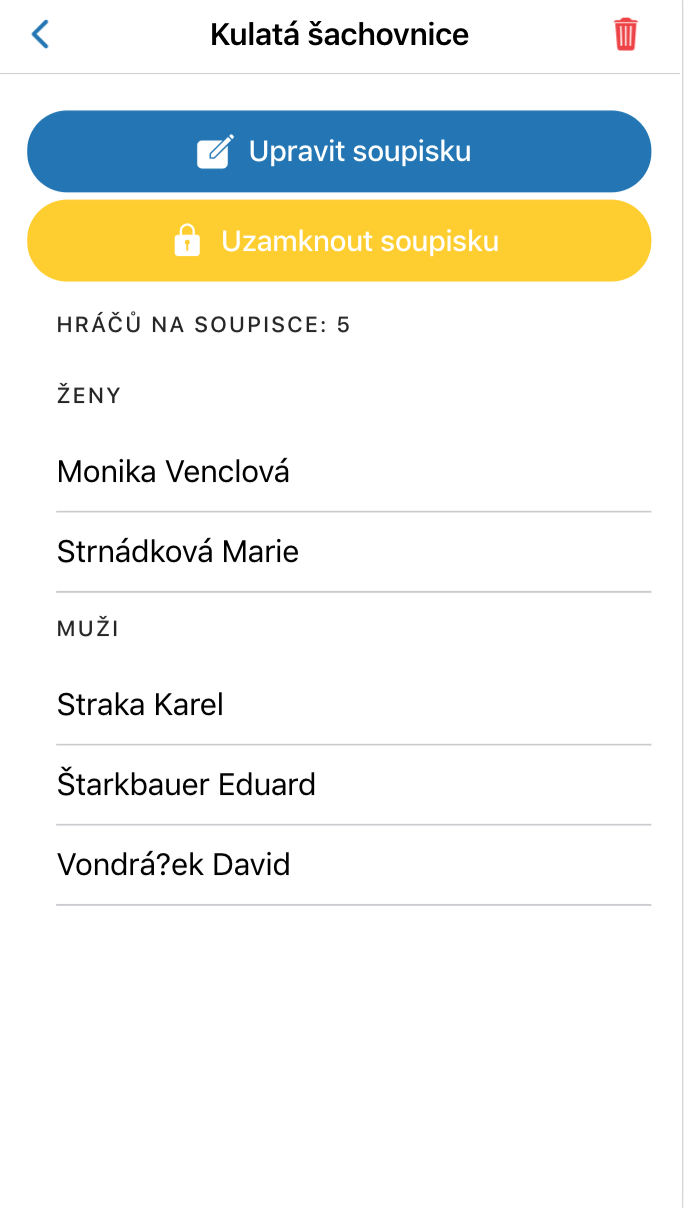 Kulatá šachovnice
Upravit soupisku
Uzamknout soupisku
HRÁČŮ NA SOUPISCE: 5
ŽENY
Monika Venclová
Strnádková Marie
MUŽI
Straka Karel
Štarkbauer Eduard
Vondrá?ek David